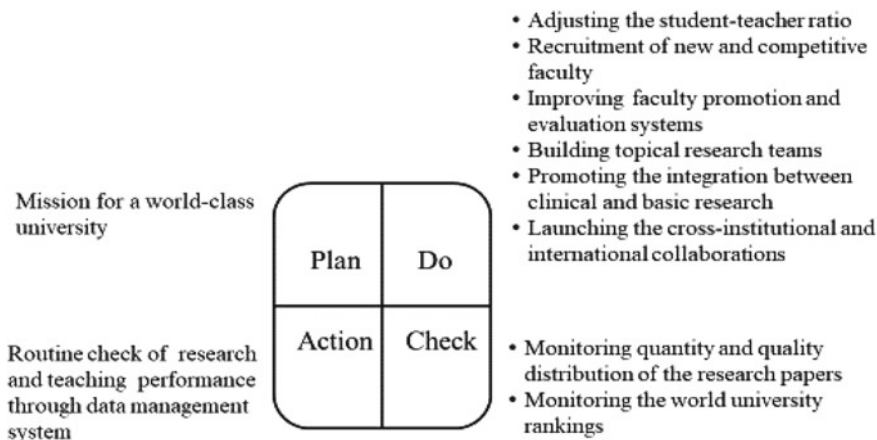 • Adjusting the student-teacher ratio
• Recruitment of new and competitive
faculty
• Improving faculty promotion and
evaluation systems
• Building topical research teams
• Promoting the integration between
clinical and basic research
• Launching the cross-institutional and
international collaborations
Mission for a world-class
university
Plan
Do
Action
Check
Routine check of research
and teaching performance
through data management
system
• Monitoring quantity and quality
distribution of the research papers
• Monitoring the world university
rankings